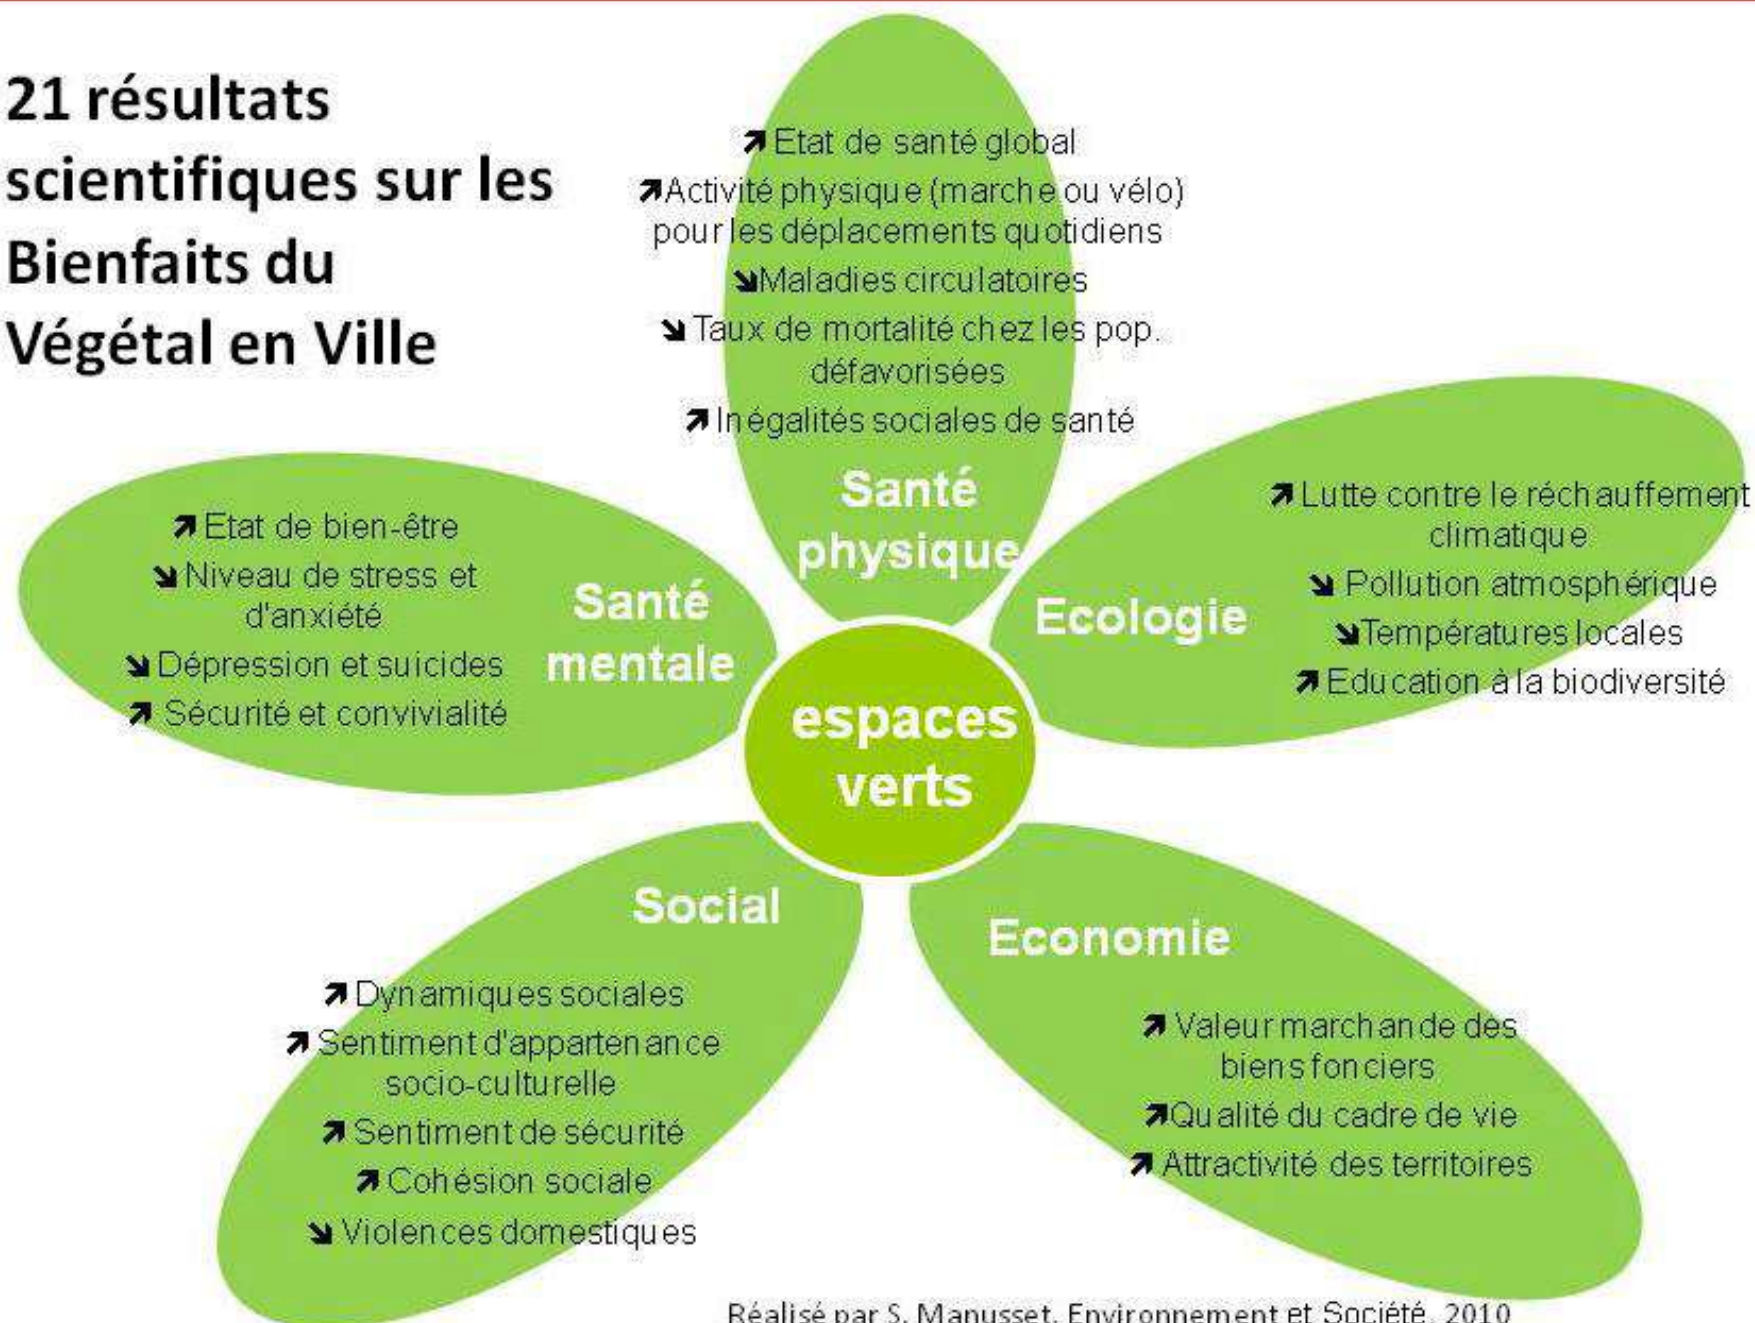 21 résultats
scientifiques sur les
Bienfaits du
Végétal en Ville
↗ Etat de santé global
↗Activité physique (marche ou vélo)
pour les déplacements quotidiens
↘Maladies circulatoires
↘ Taux de mortalité chez les pop.
défavorisées
↗ Inégalités sociales de santé
Santé
physique
↗ Etat de bien-être
↘ Niveau de stress et
d'anxiété
↘ Dépression et suicides
↗ Sécurité et convivialité
Santé
mentale
↗ Lutte contre le réchauffement
climatique
↘ Pollution atmosphérique
↘Températures locales
↗ Education à la biodiversité
Ecologie
espaces
verts
Social
↗ Dynamiques sociales
↗ Sentiment d'appartenance
socio-culturelle
↗ Sentiment de sécurité
↗ Cohésion sociale
↘ Violences domestiques
Economie
↗ Valeur marchande des
biens fonciers
↗Qualité du cadre de vie
↗ Attractivité des territoires
Réalisé par S. Manusset, Environnement et Société, 2010